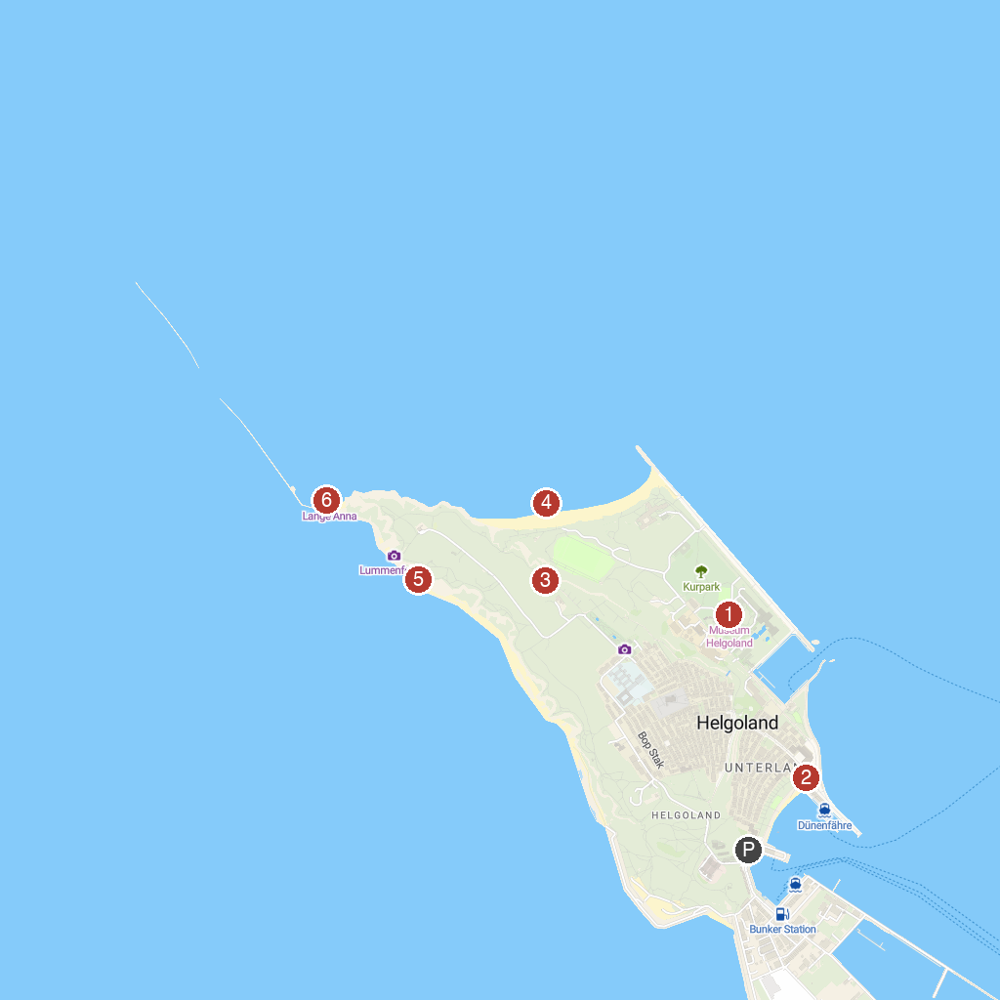 6
Lange Anna
4
Lummenf
5
3
Kurpark
1
Museum
Helgoland
Helgoland
Bop Stak
UNTERLAN
2
HELGOLAND
Dünenfähre
P
Bunker Station